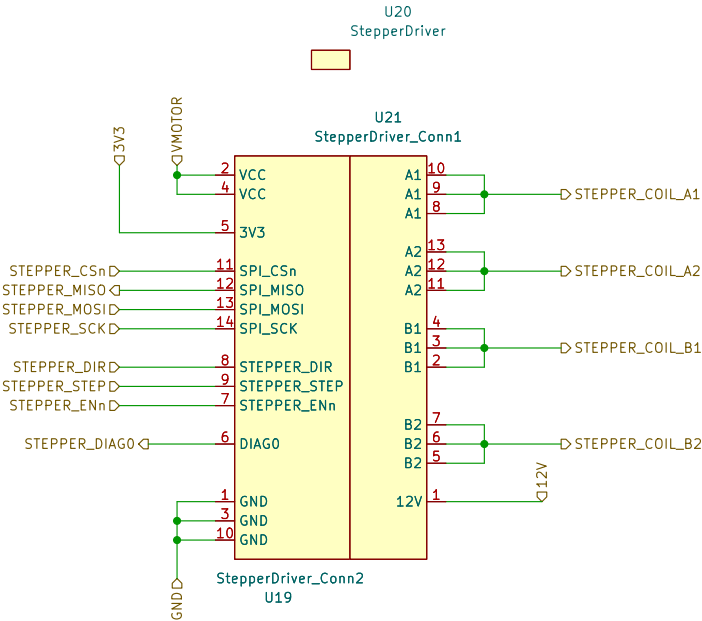 U20
StepperDriver
U21
StepperDriver_Conn1
3V3
VMOTOR
2 VCC A1 10
4 VCC A1 9 STEPPER_COIL_A1
A1 8
5 3V3
A2 13
STEPPER_CSn 11 SPI_CSn A2 12 STEPPER_COIL_A2
STEPPER_MISO 12 SPI_MISO A2 11
STEPPER_MOSI 13 SPI_MOSI
STEPPER_SCK 14 SPI_SCK B1 4
B1 3 STEPPER_COIL_B1
STEPPER_DIR 8 STEPPER_DIR B1 2
STEPPER_STEP 9 STEPPER_STEP
STEPPER_ENn 7 STEPPER_ENn
B2 7
STEPPER_DIAG0 6 DIAG0 B2 6 STEPPER_COIL_B2
B2 5
12V
1 GND 12V 1
3 GND
10 GND
GND
StepperDriver_Conn2
U19